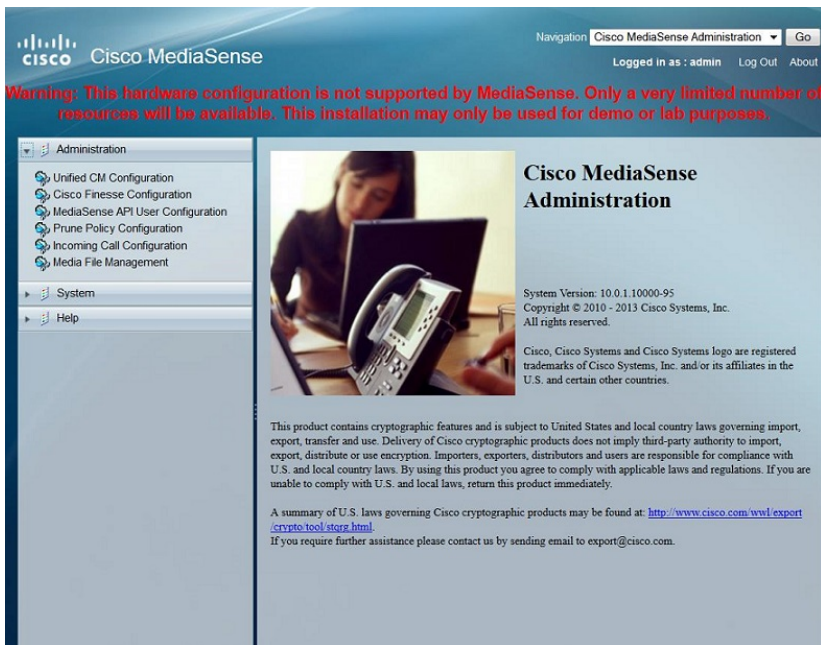 Navigation Cisco MediaSense Administration Go
CISCO Cisco MediaSense
Logged in as : admin Log Out About
Warning: This hardware configuration is not supported by MediaSense. Only a very limited number of
resources will be available. This installation may only be used for demo or lab purposes.
Administration
Unified CM Configuration
Cisco Finesse Configuration
MediaSense API User Configuration
Prune Policy Configuration
Incoming Call Configuration
Media File Management
System
Help
Cisco MediaSense
Administration
System Version: 10.0.1.10000-95
Copyright © 2010 - 2013 Cisco Systems, Inc.
All rights reserved.
Cisco, Cisco Systems and Cisco Systems logo are registered
trademarks of Cisco Systems, Inc. and/or its affiliates in the
U.S. and certain other countries.
This product contains cryptographic features and is subject to United States and local country laws governing import,
export, transfer and use. Delivery of Cisco cryptographic products does not imply third-party authority to import,
export, distribute or use encryption. Importers, exporters, distributors and users are responsible for compliance with
U.S. and local country laws. By using this product you agree to comply with applicable laws and regulations. If you are
unable to comply with U.S. and local laws, return this product immediately.
A summary of U.S. laws governing Cisco cryptographic products may be found at: http://www.cisco.com/wwl/export
/crypto/tool/stqrg.html.
If you require further assistance please contact us by sending email to export@cisco.com.